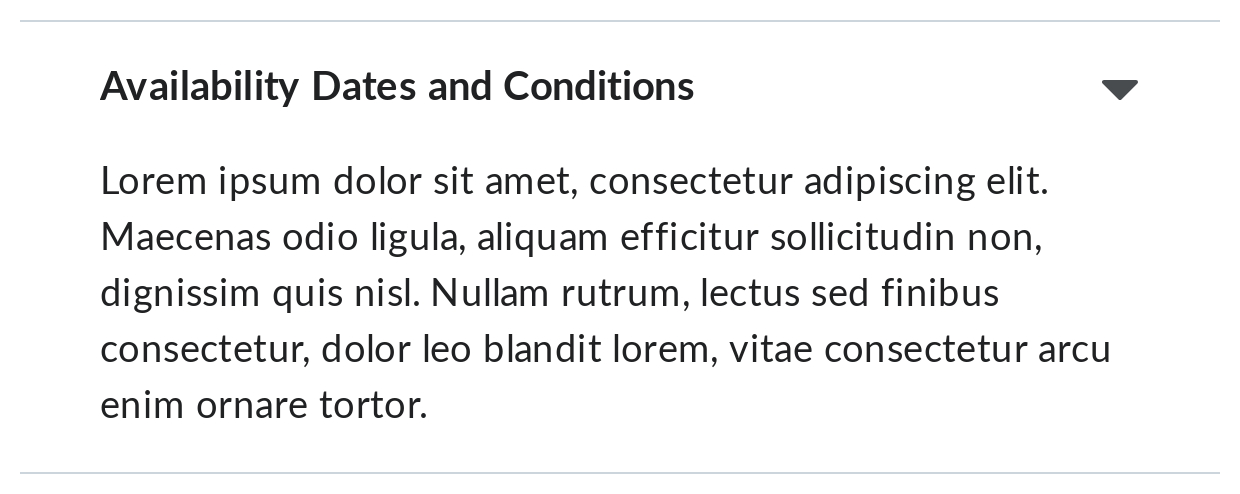 Availability Dates and Conditions
Lorem ipsum dolor sit amet, consectetur adipiscing elit.
Maecenas odio ligula, aliquam efficitur sollicitudin non,
dignissim quis nisl. Nullam rutrum, lectus sed finibus
consectetur, dolor leo blandit lorem, vitae consectetur arcu
enim ornare tortor.